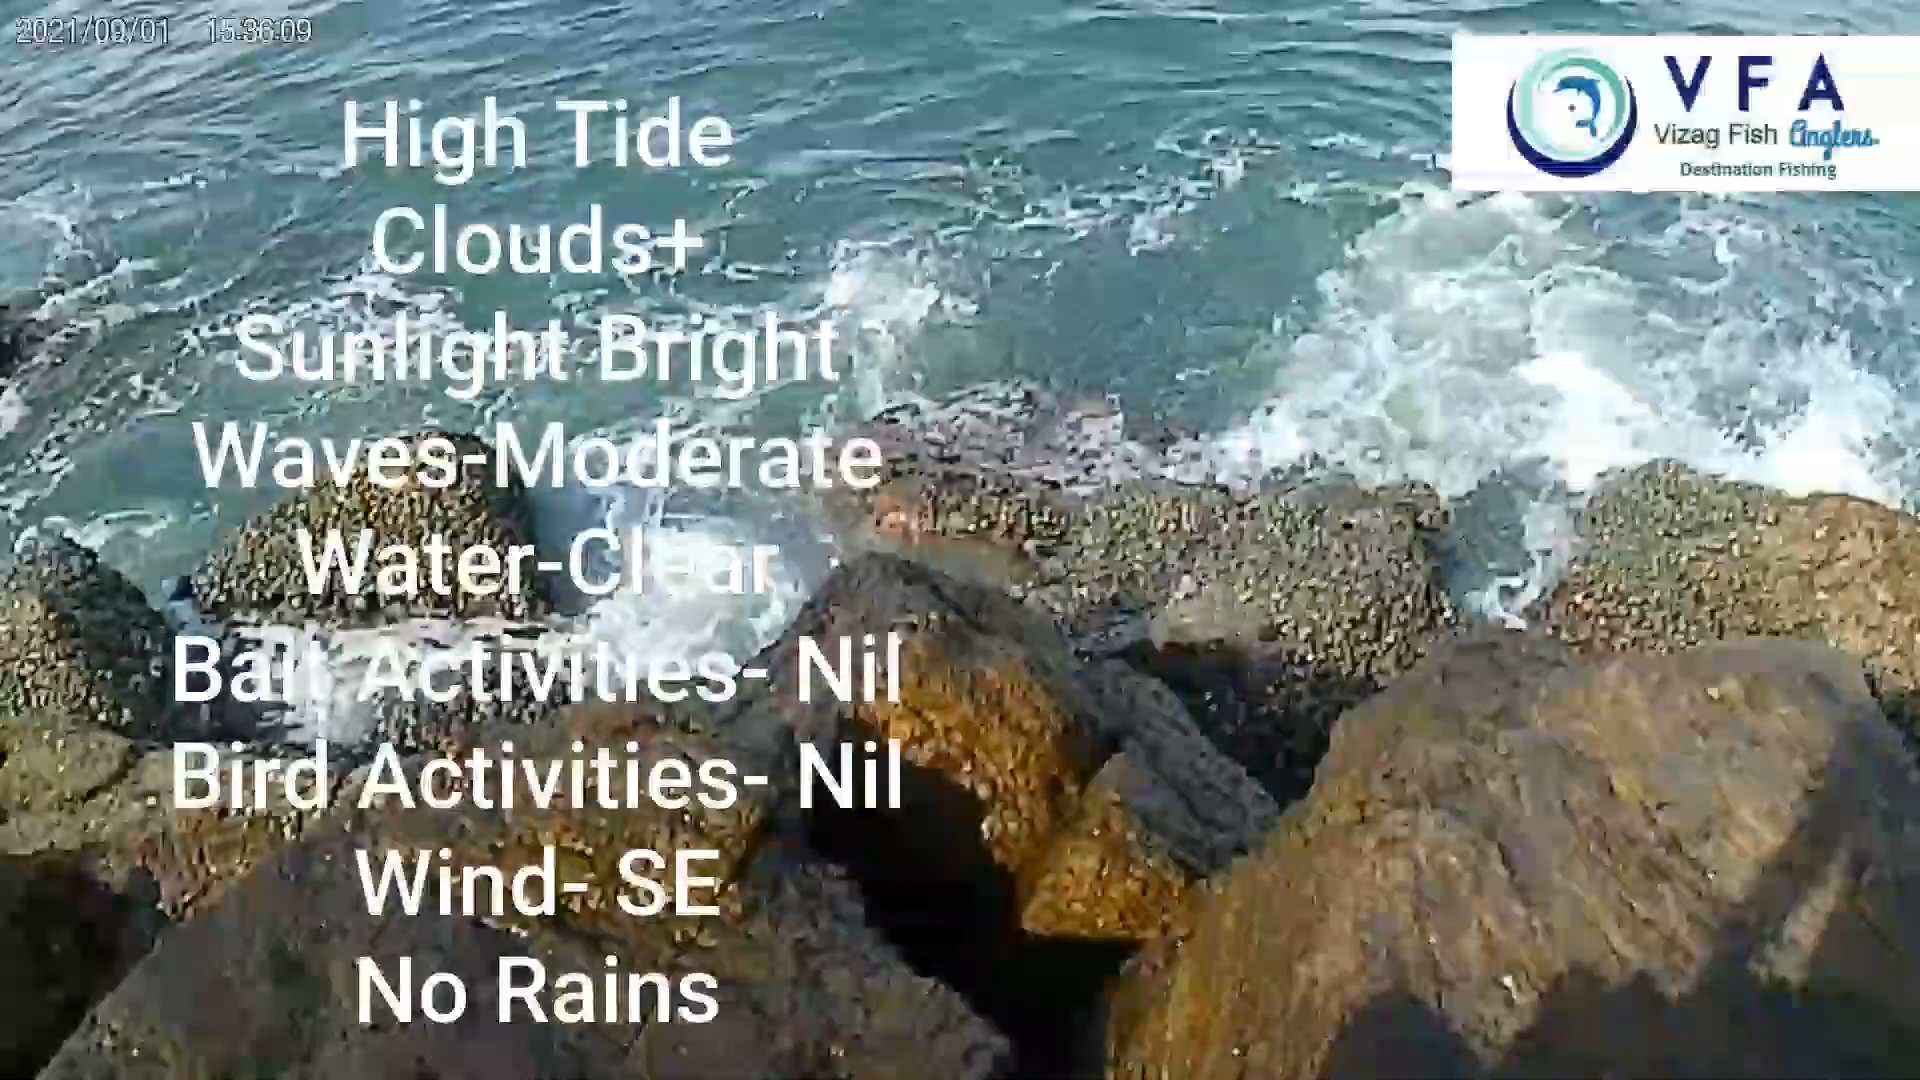 2021/09/01 15:36:09
VFA
Vizag Fish Anglers
Destination Fishing
High Tide
Clouds+
Sunlight Bright
Waves-Moderate
Water-Clear
Bait Activities- Nil
Bird Activities- Nil
Wind- SE
No Rains